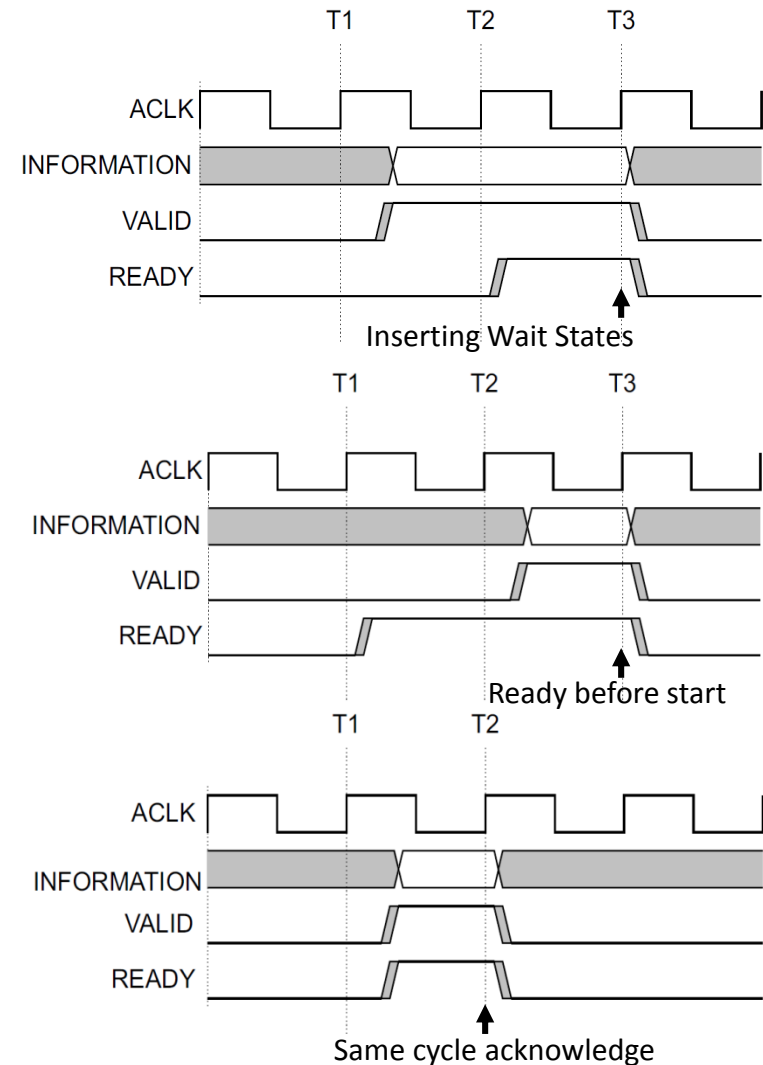 T1 T2 T3
ACLK
INFORMATION
VALID
READY
Inserting Wait States
T1 T2 T3
ACLK
INFORMATION
VALID
READY
Ready before start
T1 T2
ACLK
INFORMATION
VALID
READY
Same cycle acknowledge